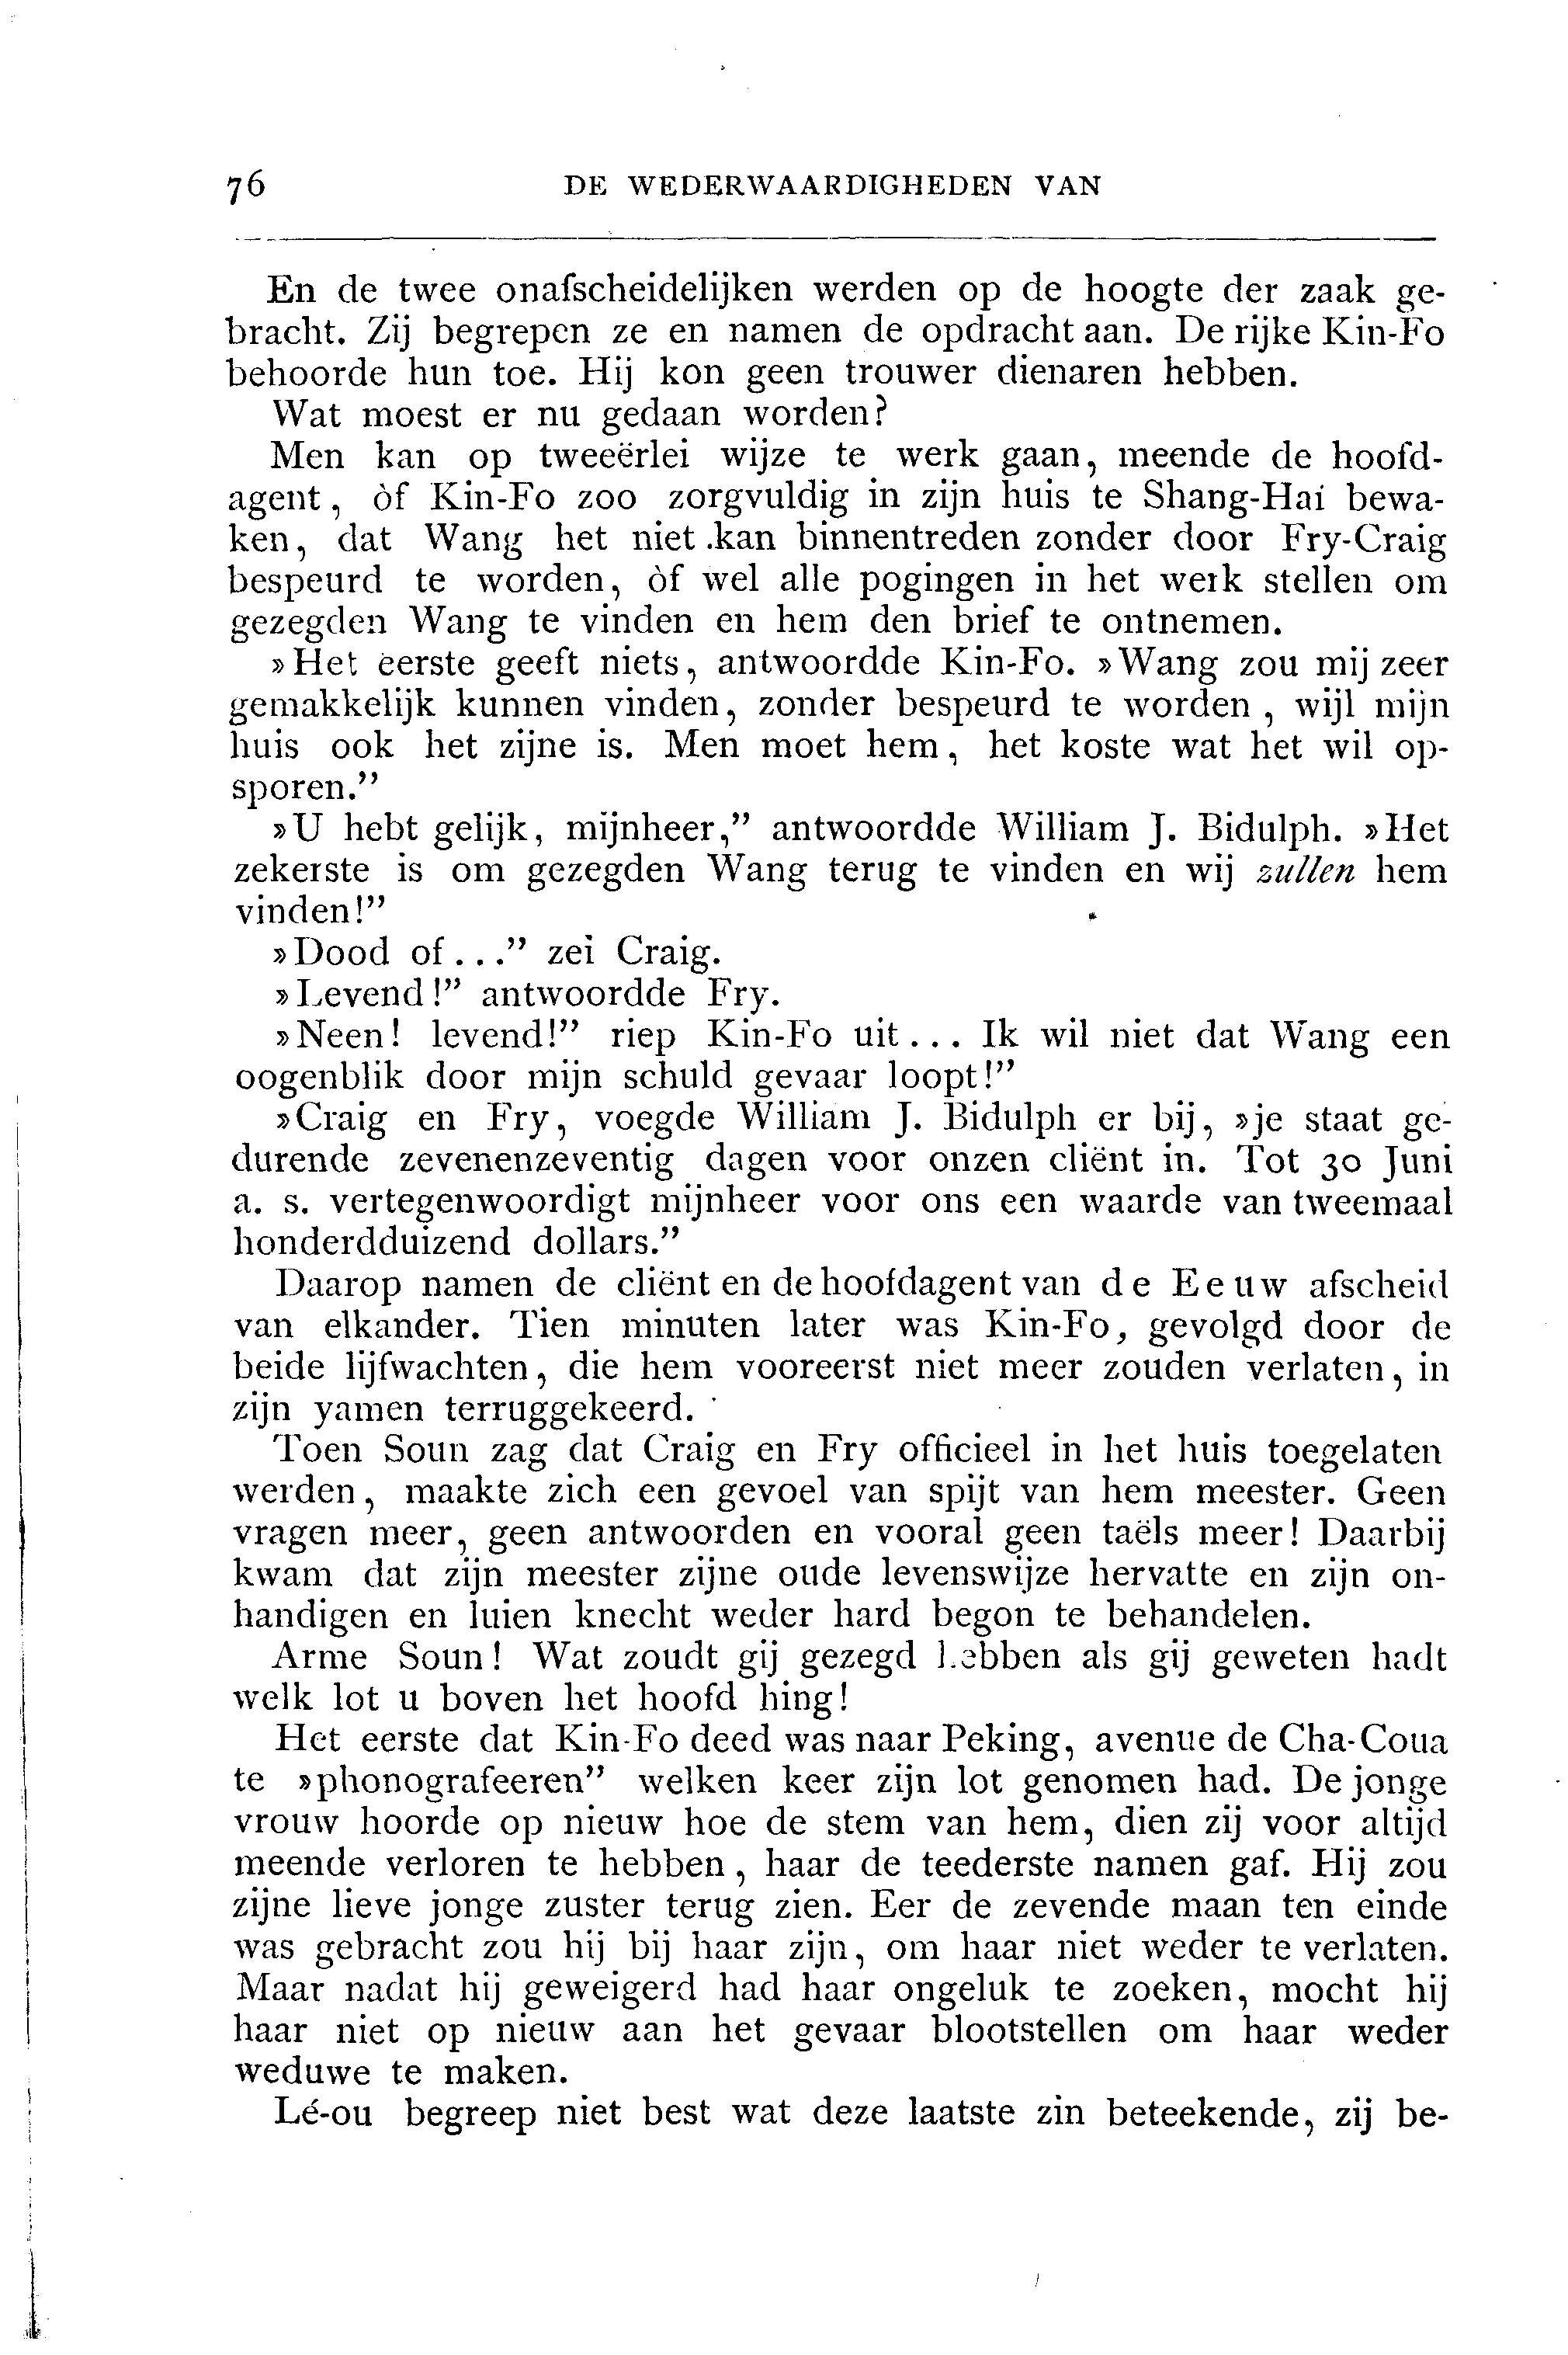 76 DE WEDERWAARDIGHEDEN VAN
En de twee onafscheidelijken werden op de hoogte der zaak ge-
bracht. Zij begrepen ze en namen de opdracht aan. De rijke Kin-Fo
behoorde hun toe. Hij kon geen trouwer dienaren hebben.
Wat moest er nu gedaan worden?
Men kan op tweeërlei wijze te werk gaan, meende de hoofd-
agent, òf Kin-Fo zoo zorgvuldig in zijn huis te Shang-Haï bewa-
ken, dat Wang het niet kan binnentreden zonder door Fry-Craig
bespeurd te worden, òf wel alle pogingen in het werk stellen om
gezegden Wang te vinden en hem den brief te ontnemen.
»Het eerste geeft niets, antwoordde Kin-Fo. »Wang zou mij zeer
gemakkelijk kunnen vinden, zonder bespeurd te worden, wijl mijn
huis ook het zijne is. Men moet hem, het koste wat het wil op-
sporen.”
»U hebt gelijk, mijnheer,” antwoordde William J. Bidulph. »Het
zekerste is om gezegden Wang terug te vinden en wij zullen hem
vinden!”
»Dood of...” zei Craig.
»Levend!” antwoordde Fry.
»Neen! levend!” riep Kin-Fo uit... Ik wil niet dat Wang een
oogenblik door mijn schuld gevaar loopt!”
»Craig en Fry, voegde William J. Bidulph er bij, »je staat ge-
durende zevenenzeventig dagen voor onzen cliënt in. Tot 30 Juni
a. s. vertegenwoordigt mijnheer voor ons een waarde van tweemaal
honderdduizend dollars.”
Daarop namen de cliënt en de hoofdagent van de Eeuw afscheid
van elkander. Tien minuten later was Kin-Fo, gevolgd door de
beide lijfwachten, die hem vooreerst niet meer zouden verlaten, in
zijn yamen terruggekeerd.
Toen Soun zag dat Craig en Fry officieel in het huis toegelaten
werden, maakte zich een gevoel van spijt van hem meester. Geen
vragen meer, geen antwoorden en vooral geen taëls meer! Daarbij
kwam dat zijn meester zijne oude levenswijze hervatte en zijn on-
handigen en luien knecht weder hard begon te behandelen.
Arme Soun! Wat zoudt gij gezegd hebben als gij geweten hadt
welk lot u boven het hoofd hing!
Het eerste dat Kin-Fo deed was naar Peking, avenue de Cha-Coua
te »phonografeeren” welken keer zijn lot genomen had. De jonge
vrouw hoorde op nieuw hoe de stem van hem, dien zij voor altijd
meende verloren te hebben, haar de teederste namen gaf. Hij zou
zijne lieve jonge zuster terug zien. Eer de zevende maan ten einde
was gebracht zou hij bij haar zijn, om haar niet weder te verlaten.
Maar nadat hij geweigerd had haar ongeluk te zoeken, mocht hij
haar niet op nieuw aan het gevaar blootstellen om haar weder
weduwe te maken.
Lé-ou begreep niet best wat deze laatste zin beteekende, zij be-